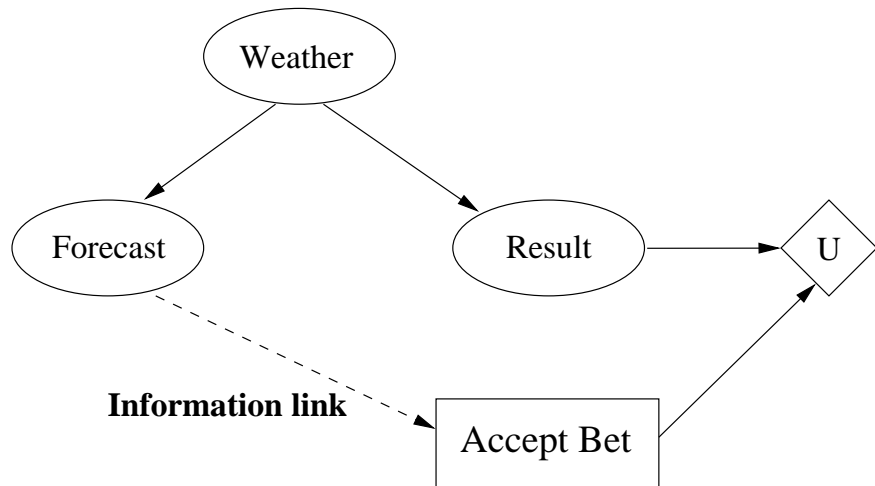 Weather
Forecast
Result
U
Information link
Accept Bet